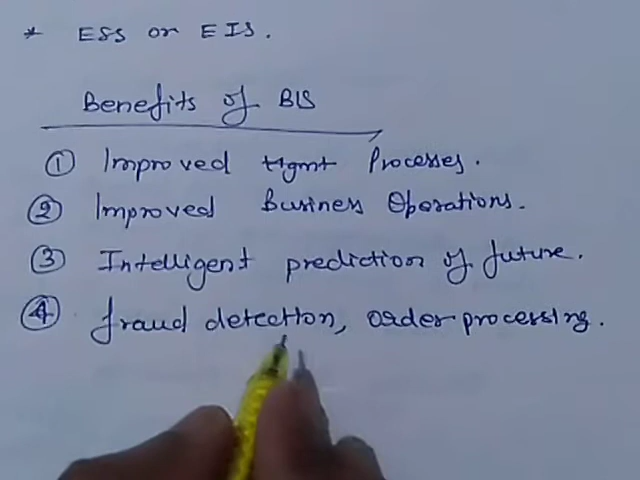 * ESS or EIS.
Benefits of BIS
① Improved Mgmt Processes.
② Improved Business Operations.
③ Intelligent prediction of future.
④ fraud detection, order processing.